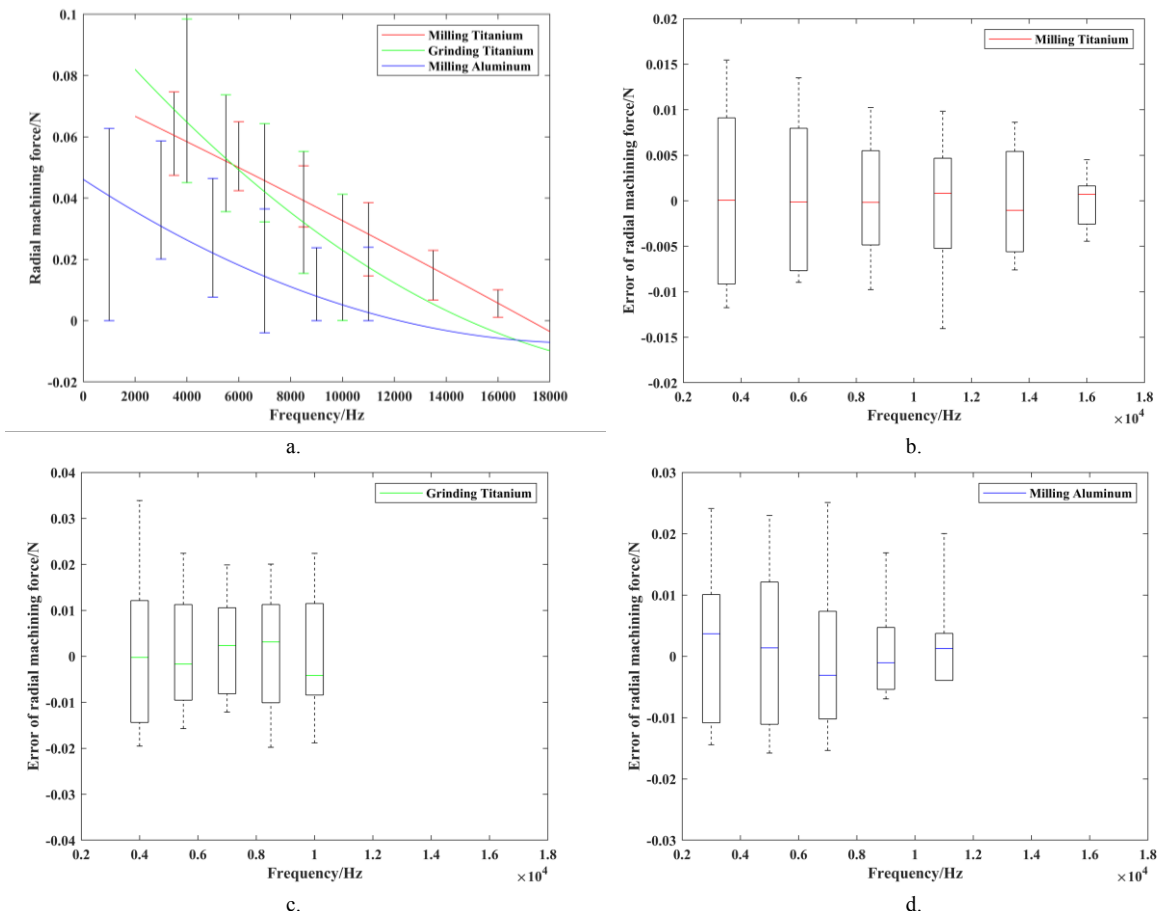 0.1
0.08
0.06
0.04
0.02
0
-0.02
Radial machining force/N
Milling Titanium
Grinding Titanium
Milling Aluminum
0 2000 4000 6000 8000 10000 12000 14000 16000 18000
Frequency/Hz
a.
0.02
0.015
0.01
0.005
0
-0.005
-0.01
-0.015
-0.02
Error of radial machining force/N
Milling Titanium
0.2 0.4 0.6 0.8 1 1.2 1.4 1.6 1.8
Frequency/Hz
×10⁴
b.
0.04
0.03
0.02
0.01
0
-0.01
-0.02
-0.03
-0.04
Error of radial machining force/N
Grinding Titanium
0.2 0.4 0.6 0.8 1 1.2 1.4 1.6 1.8
Frequency/Hz
×10⁴
c.
0.03
0.02
0.01
0
-0.01
-0.02
-0.03
Error of radial machining force/N
Milling Aluminum
0.2 0.4 0.6 0.8 1 1.2 1.4 1.6 1.8
Frequency/Hz
×10⁴
d.